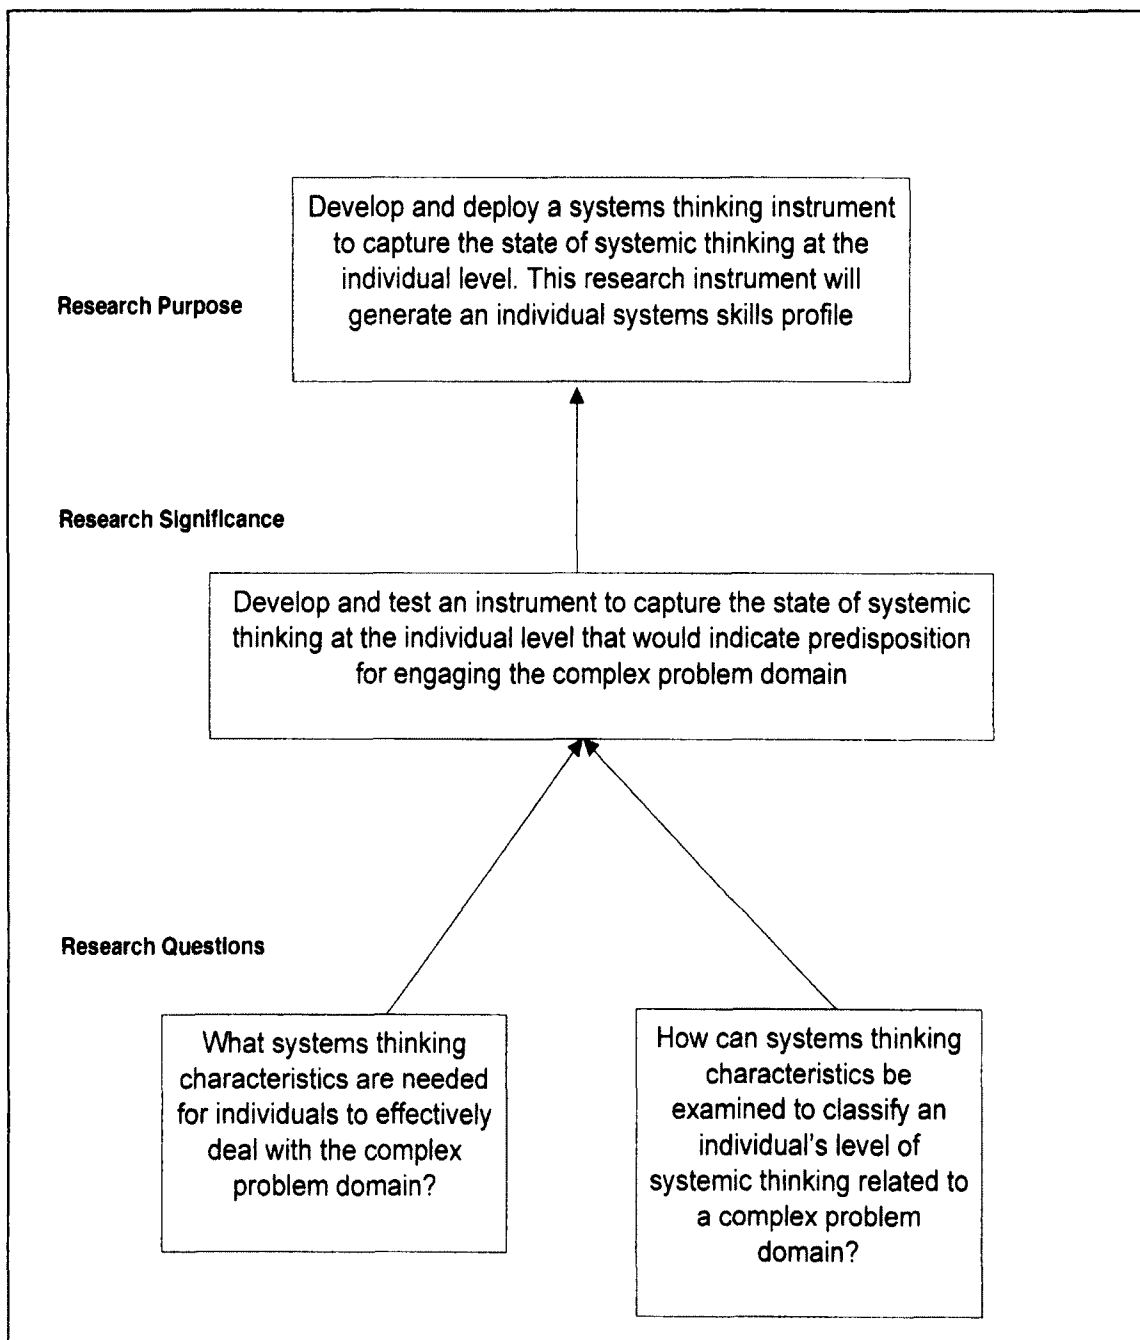 Develop and deploy a systems thinking instrument
to capture the state of systemic thinking at the
individual level. This research instrument will
generate an individual systems skills profile
Research Purpose
Research Significance
Develop and test an instrument to capture the state of systemic
thinking at the individual level that would indicate predisposition
for engaging the complex problem domain
Research Questions
What systems thinking
characteristics are needed
for individuals to effectively
deal with the complex
problem domain?
How can systems thinking
characteristics be
examined to classify an
individual's level of
systemic thinking related to
a complex problem
domain?